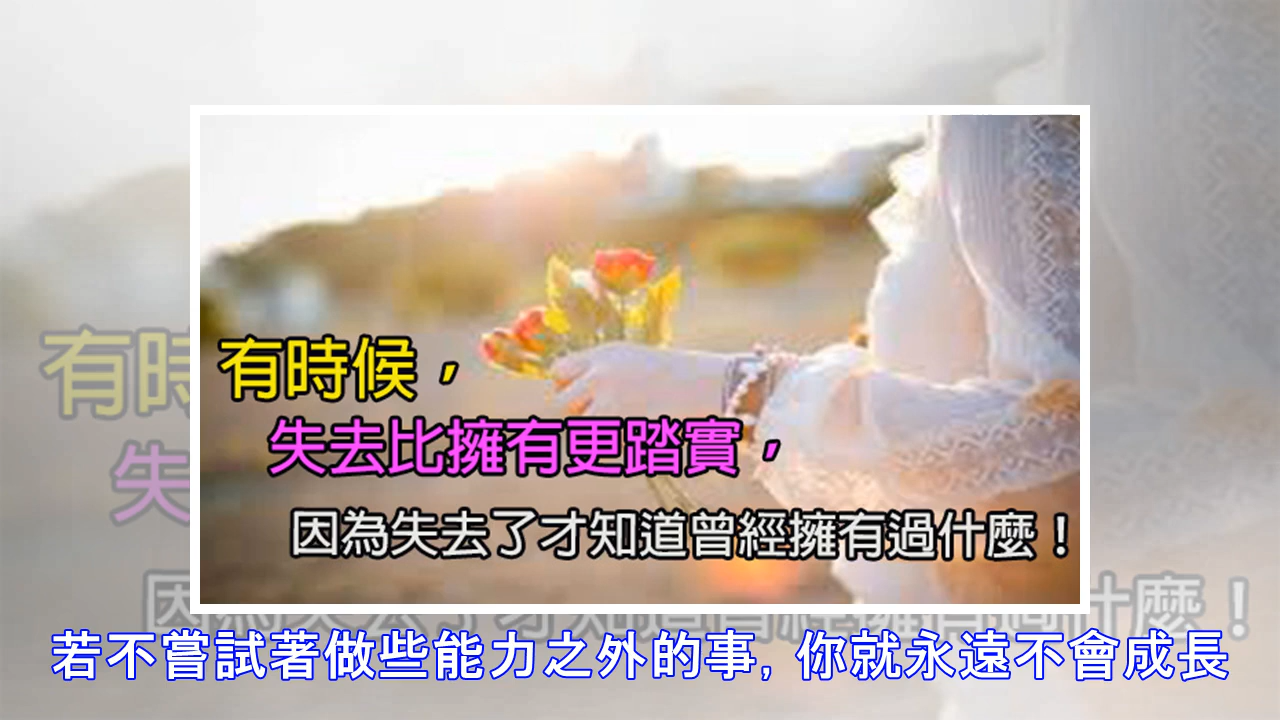 有時候，
失去比擁有更踏實，
因為失去了才知道曾經擁有過什麼！
若不嘗試著做些能力之外的事, 你就永遠不會成長